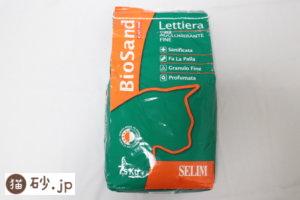 BioSand
Lettiera
AGGLOMERANTE
FINE
Sanificata
Fa La Palla
Granulo Fine
Profumata
5Kg
SELIM
猫砂.jp